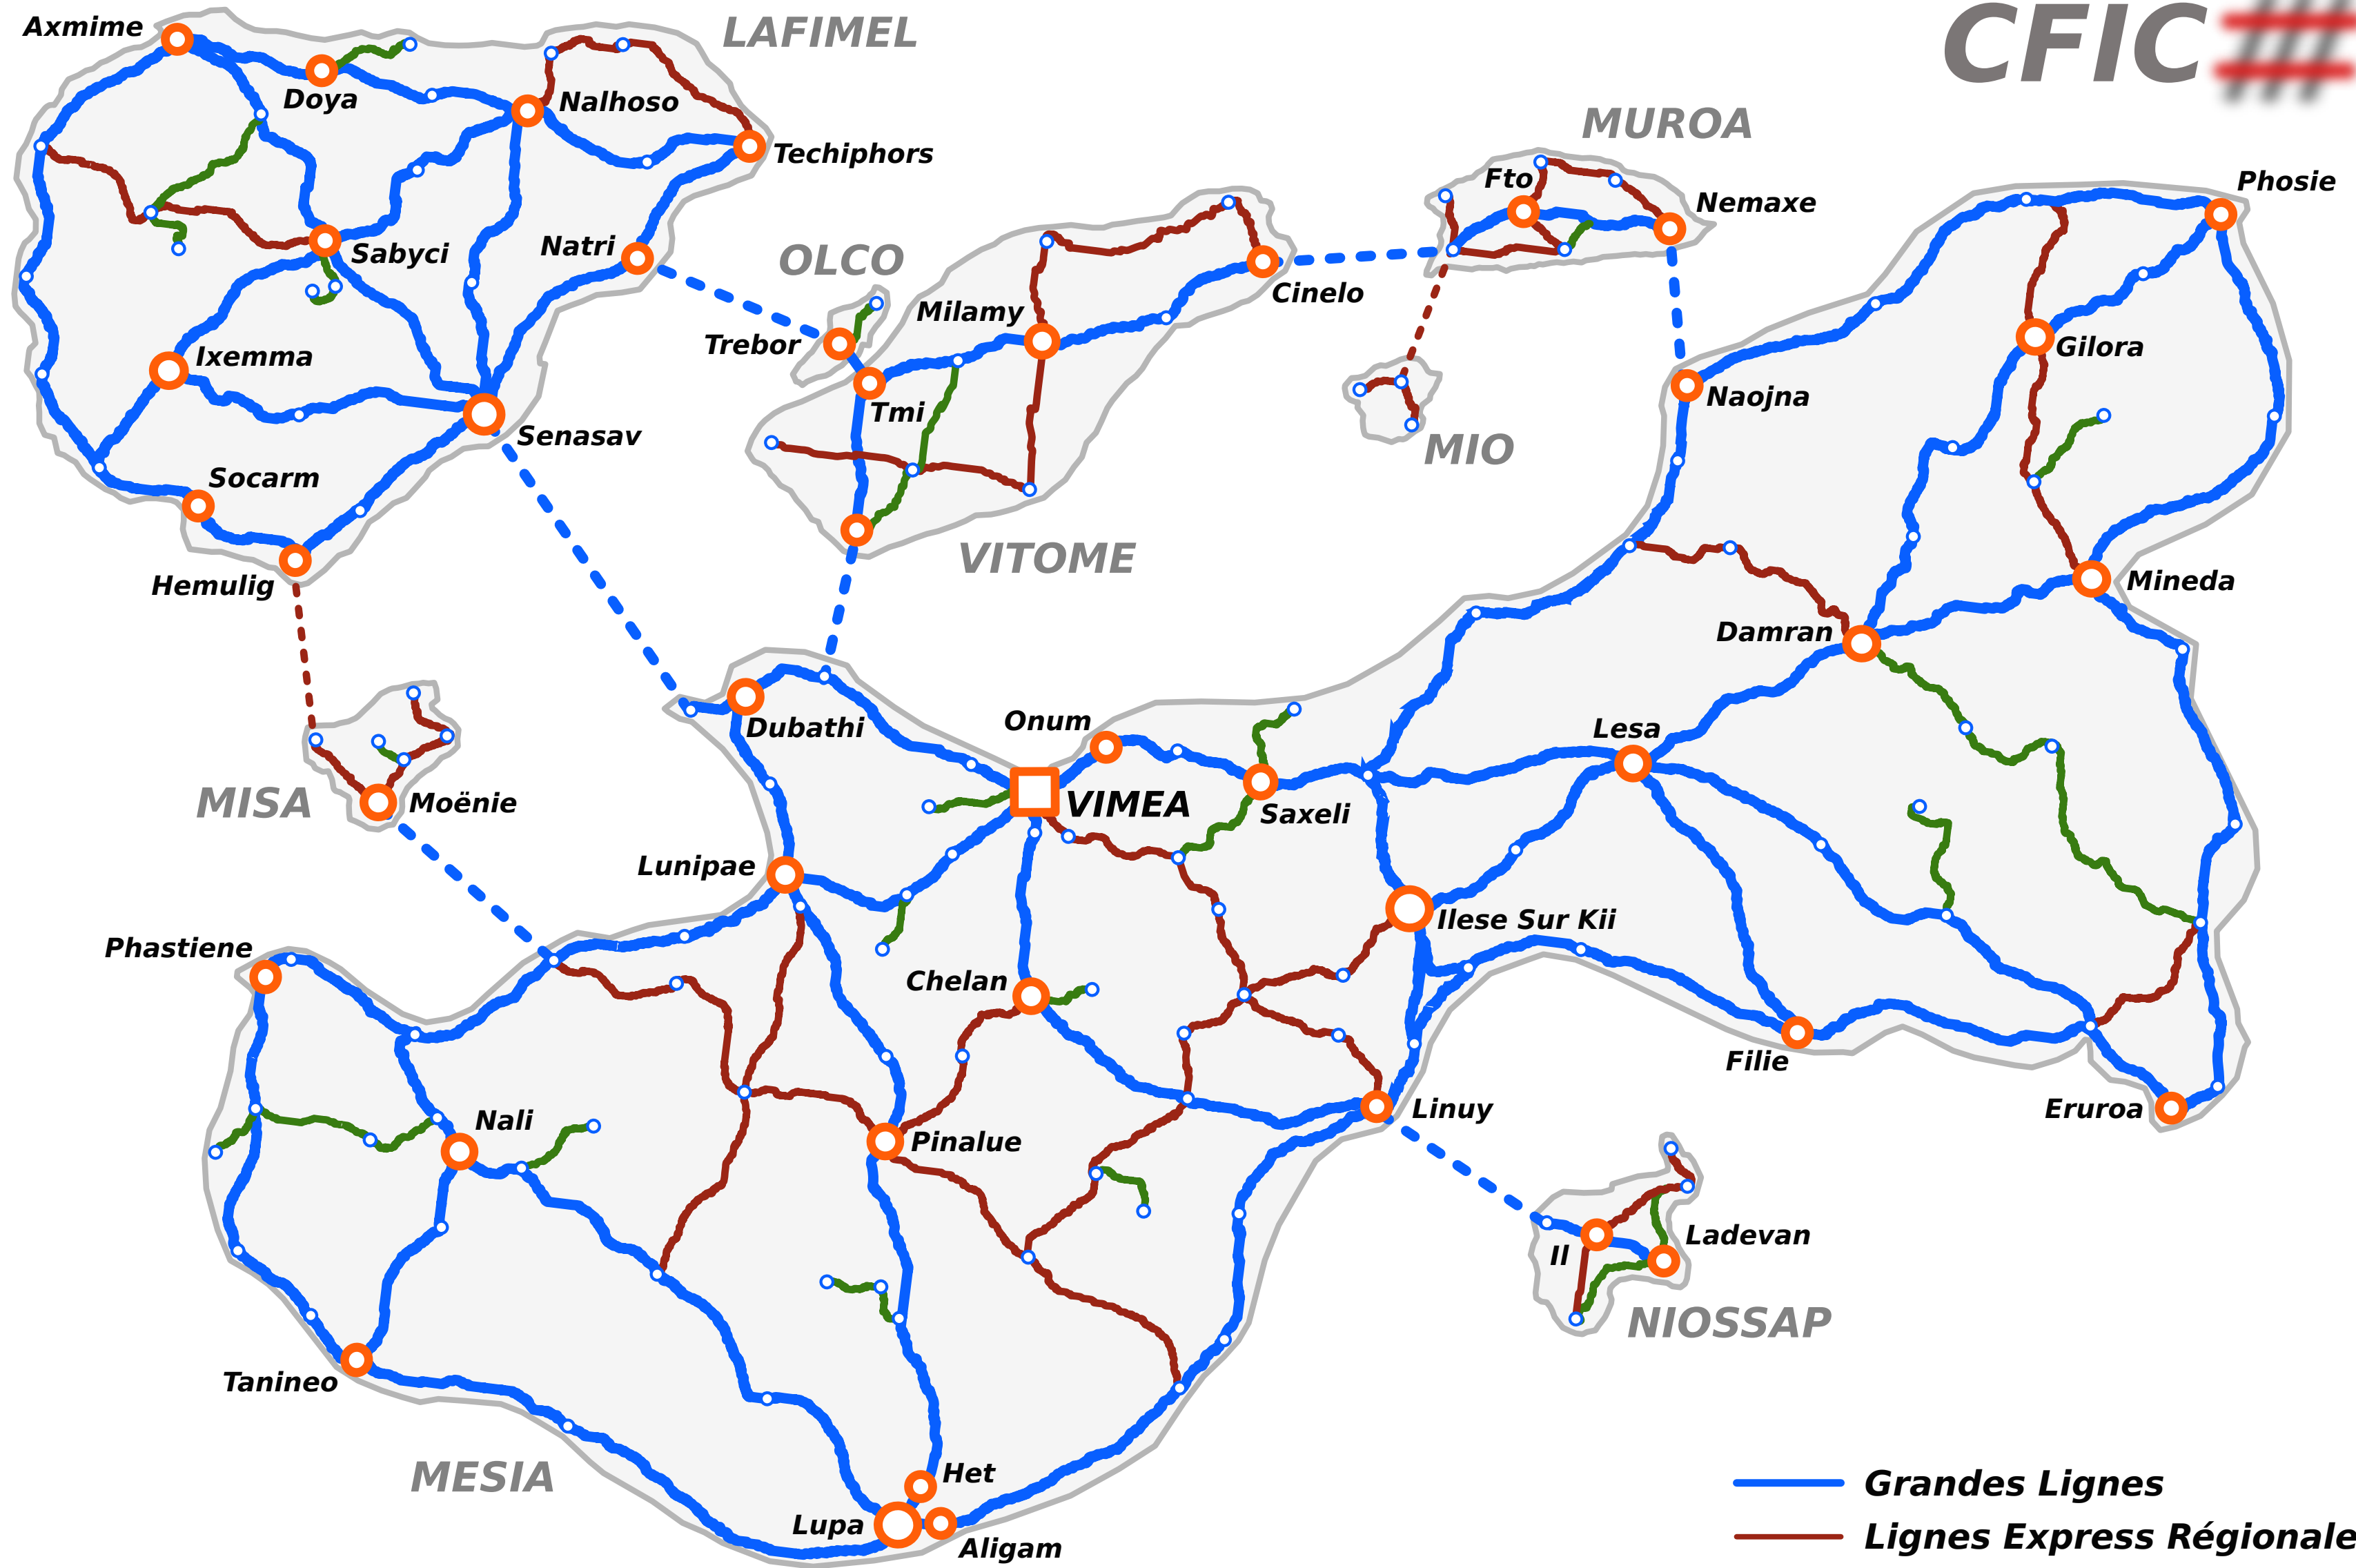 Axmime
LAFIMEL
CFIC
Doya
Nalhoso
Techiphors
MUROA
Phosie
Fto
Nemaxe
Sabyci
Natri
OLCO
Cinelo
Milamy
Trebor
Gilora
Ixemma
Naojna
Tmi
Senasav
MIO
Socarm
VITOME
Hemulig
Mineda
Damran
Dubathi
Onum
Lesa
MISA
Moënie
VIMEA
Saxeli
Lunipae
Ilese Sur Kii
Phastiene
Chelan
Filie
Nali
Pinalue
Linuy
Eruroa
Il
Ladevan
NIOSSAP
Tanineo
MESIA
Het
Lupa
Aligam
Grandes Lignes
Lignes Express Régionale